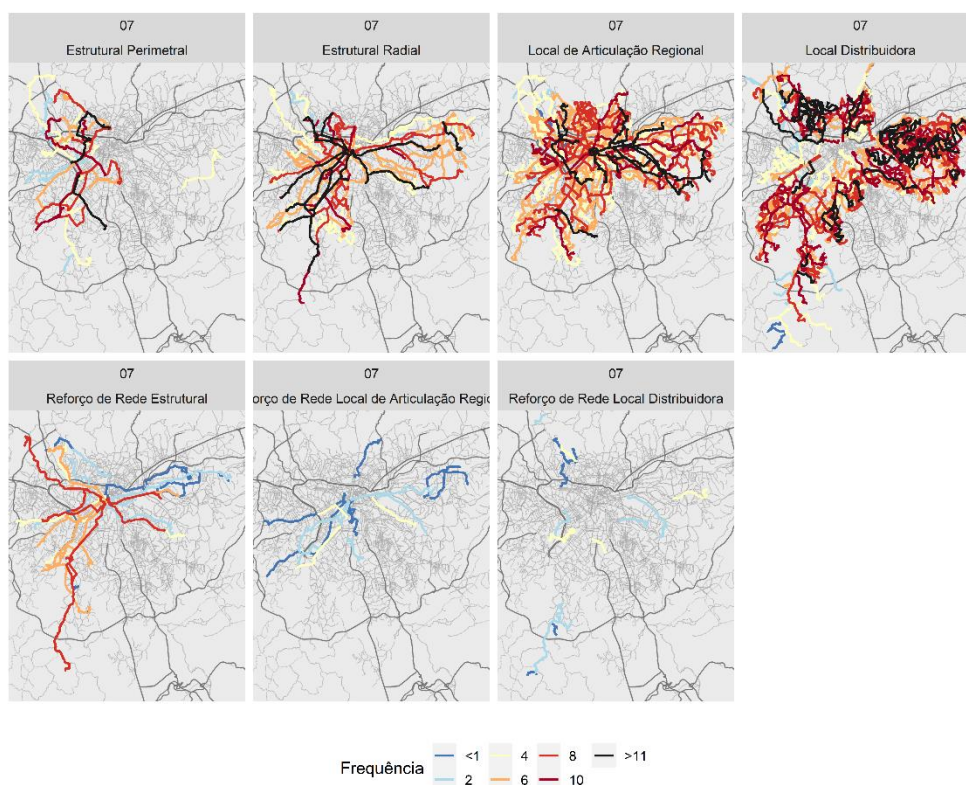 07
Estrutural Perimetral
07
Estrutural Radial
07
Local de Articulação Regional
07
Local Distribuidora
07
Reforço de Rede Estrutural
07
orço de Rede Local de Articulação Regio
07
Reforço de Rede Local Distribuidora
Frequência
<1 4 8 >11
2 6 10